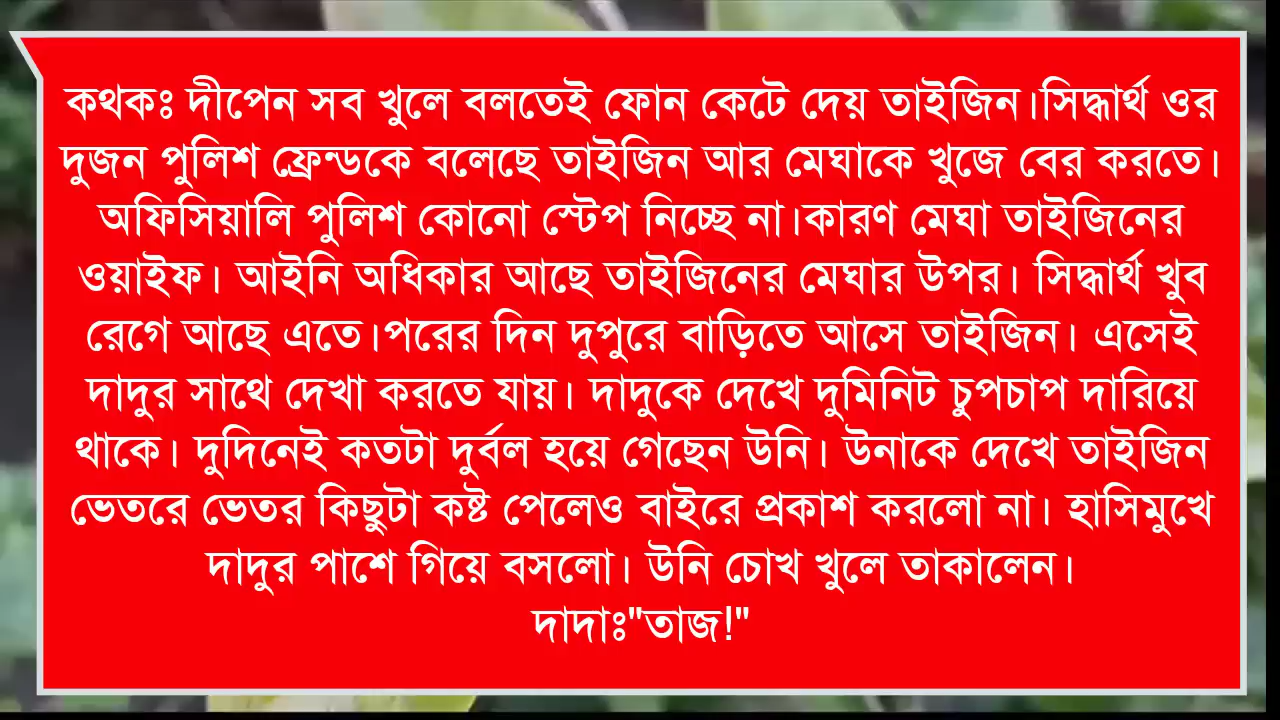 কথকঃ দীপেন সব খুলে বলতেই ফোন কেটে দেয় তাইজিন।সিদ্ধার্থ ওর
দুজন পুলিশ ফ্রেন্ডকে বলেছে তাইজিন আর মেঘাকে খুজে বের করতে।
অফিসিয়ালি পুলিশ কোনো স্টেপ নিচ্ছে না।কারণ মেঘা তাইজিনের
ওয়াইফ। আইনি অধিকার আছে তাইজিনের মেঘার উপর। সিদ্ধার্থ খুব
রেগে আছে এতে।পরের দিন দুপুরে বাড়িতে আসে তাইজিন। এসেই
দাদুর সাথে দেখা করতে যায়। দাদুকে দেখে দুমিনিট চুপচাপ দারিয়ে
থাকে। দুদিনেই কতটা দুর্বল হয়ে গেছেন উনি। উনাকে দেখে তাইজিন
ভেতরে ভেতর কিছুটা কষ্ট পেলেও বাইরে প্রকাশ করলো না। হাসিমুখে
দাদুর পাশে গিয়ে বসলো। উনি চোখ খুলে তাকালেন।
দাদাঃ"তাজ!"